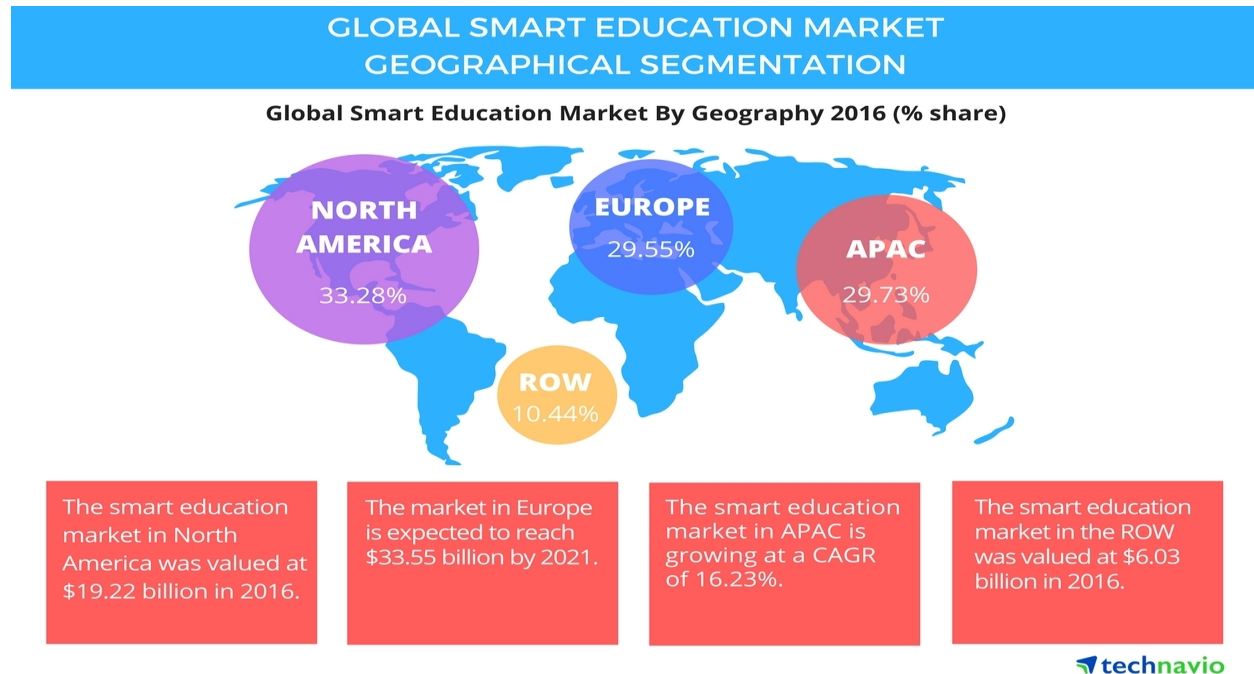 GLOBAL SMART EDUCATION MARKET
GEOGRAPHICAL SEGMENTATION
Global Smart Education Market By Geography 2016 (% share)
NORTH
AMERICA
33.28%
EUROPE
29.55%
APAC
29.73%
ROW
10.44%
The smart education
market in North
America was valued at
$19.22 billion in 2016.
The market in Europe
is expected to reach
$33.55 billion by 2021.
The smart education
market in APAC is
growing at a CAGR
of 16.23%.
The smart education
market in the ROW
was valued at $6.03
billion in 2016.
technavio